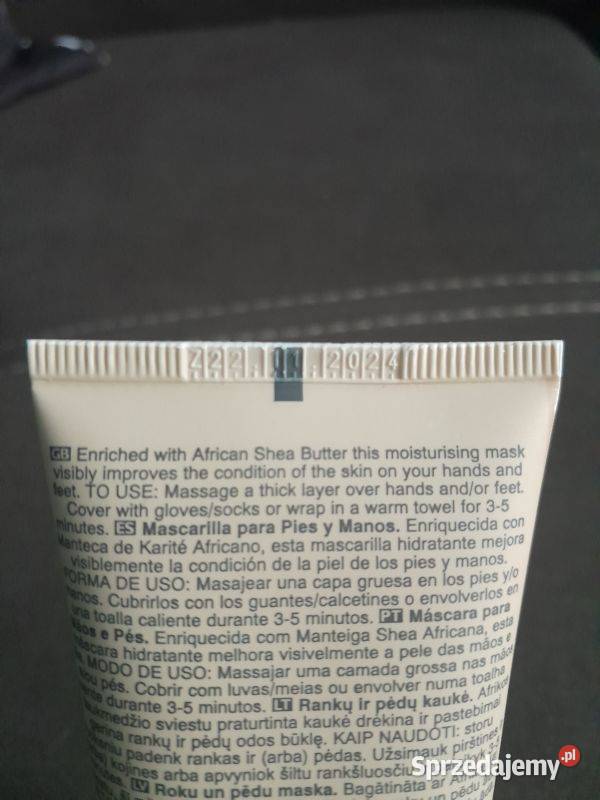 Z22.01.2024
GB Enriched with African Shea Butter this moisturising mask
visibly improves the condition of the skin on your hands and
feet. TO USE: Massage a thick layer over hands and/or feet.
Cover with gloves/socks or wrap in a warm towel for 3-5
minutes. ES Mascarilla para Pies y Manos. Enriquecida con
Manteca de Karité Africano, esta mascarilla hidratante mejora
visiblemente la condición de la piel de los pies y manos.
FORMA DE USO: Masajear una capa gruesa en los pies y/o
manos. Cubrirlos con los guantes/calcetines o envolverlos en
una toalla caliente durante 3-5 minutos. PT Máscara para
Mãos e Pés. Enriquecida com Manteiga Shea Africana, esta
máscara hidratante melhora visivelmente a pele das mãos e
MODO DE USO: Massajar uma camada grossa nas mãos
ou pés. Cobrir com luvas/meias ou envolver numa toalha
durante 3-5 minutos. LT Rankų ir pėdų kaukė. Afrikos
sviestu praturtinta kaukė drėkina ir pastebimai
gerina rankų ir pėdų odos būklę. KAIP NAUDOTI: storu
padenk rankas ir (arba) pėdas. Užsimauk pirštines
kojines arba apvyniok šiltu rankšluosčiu
LV Roku un pēdu maska. Bagātināta ar
Sprzedajemy.pl